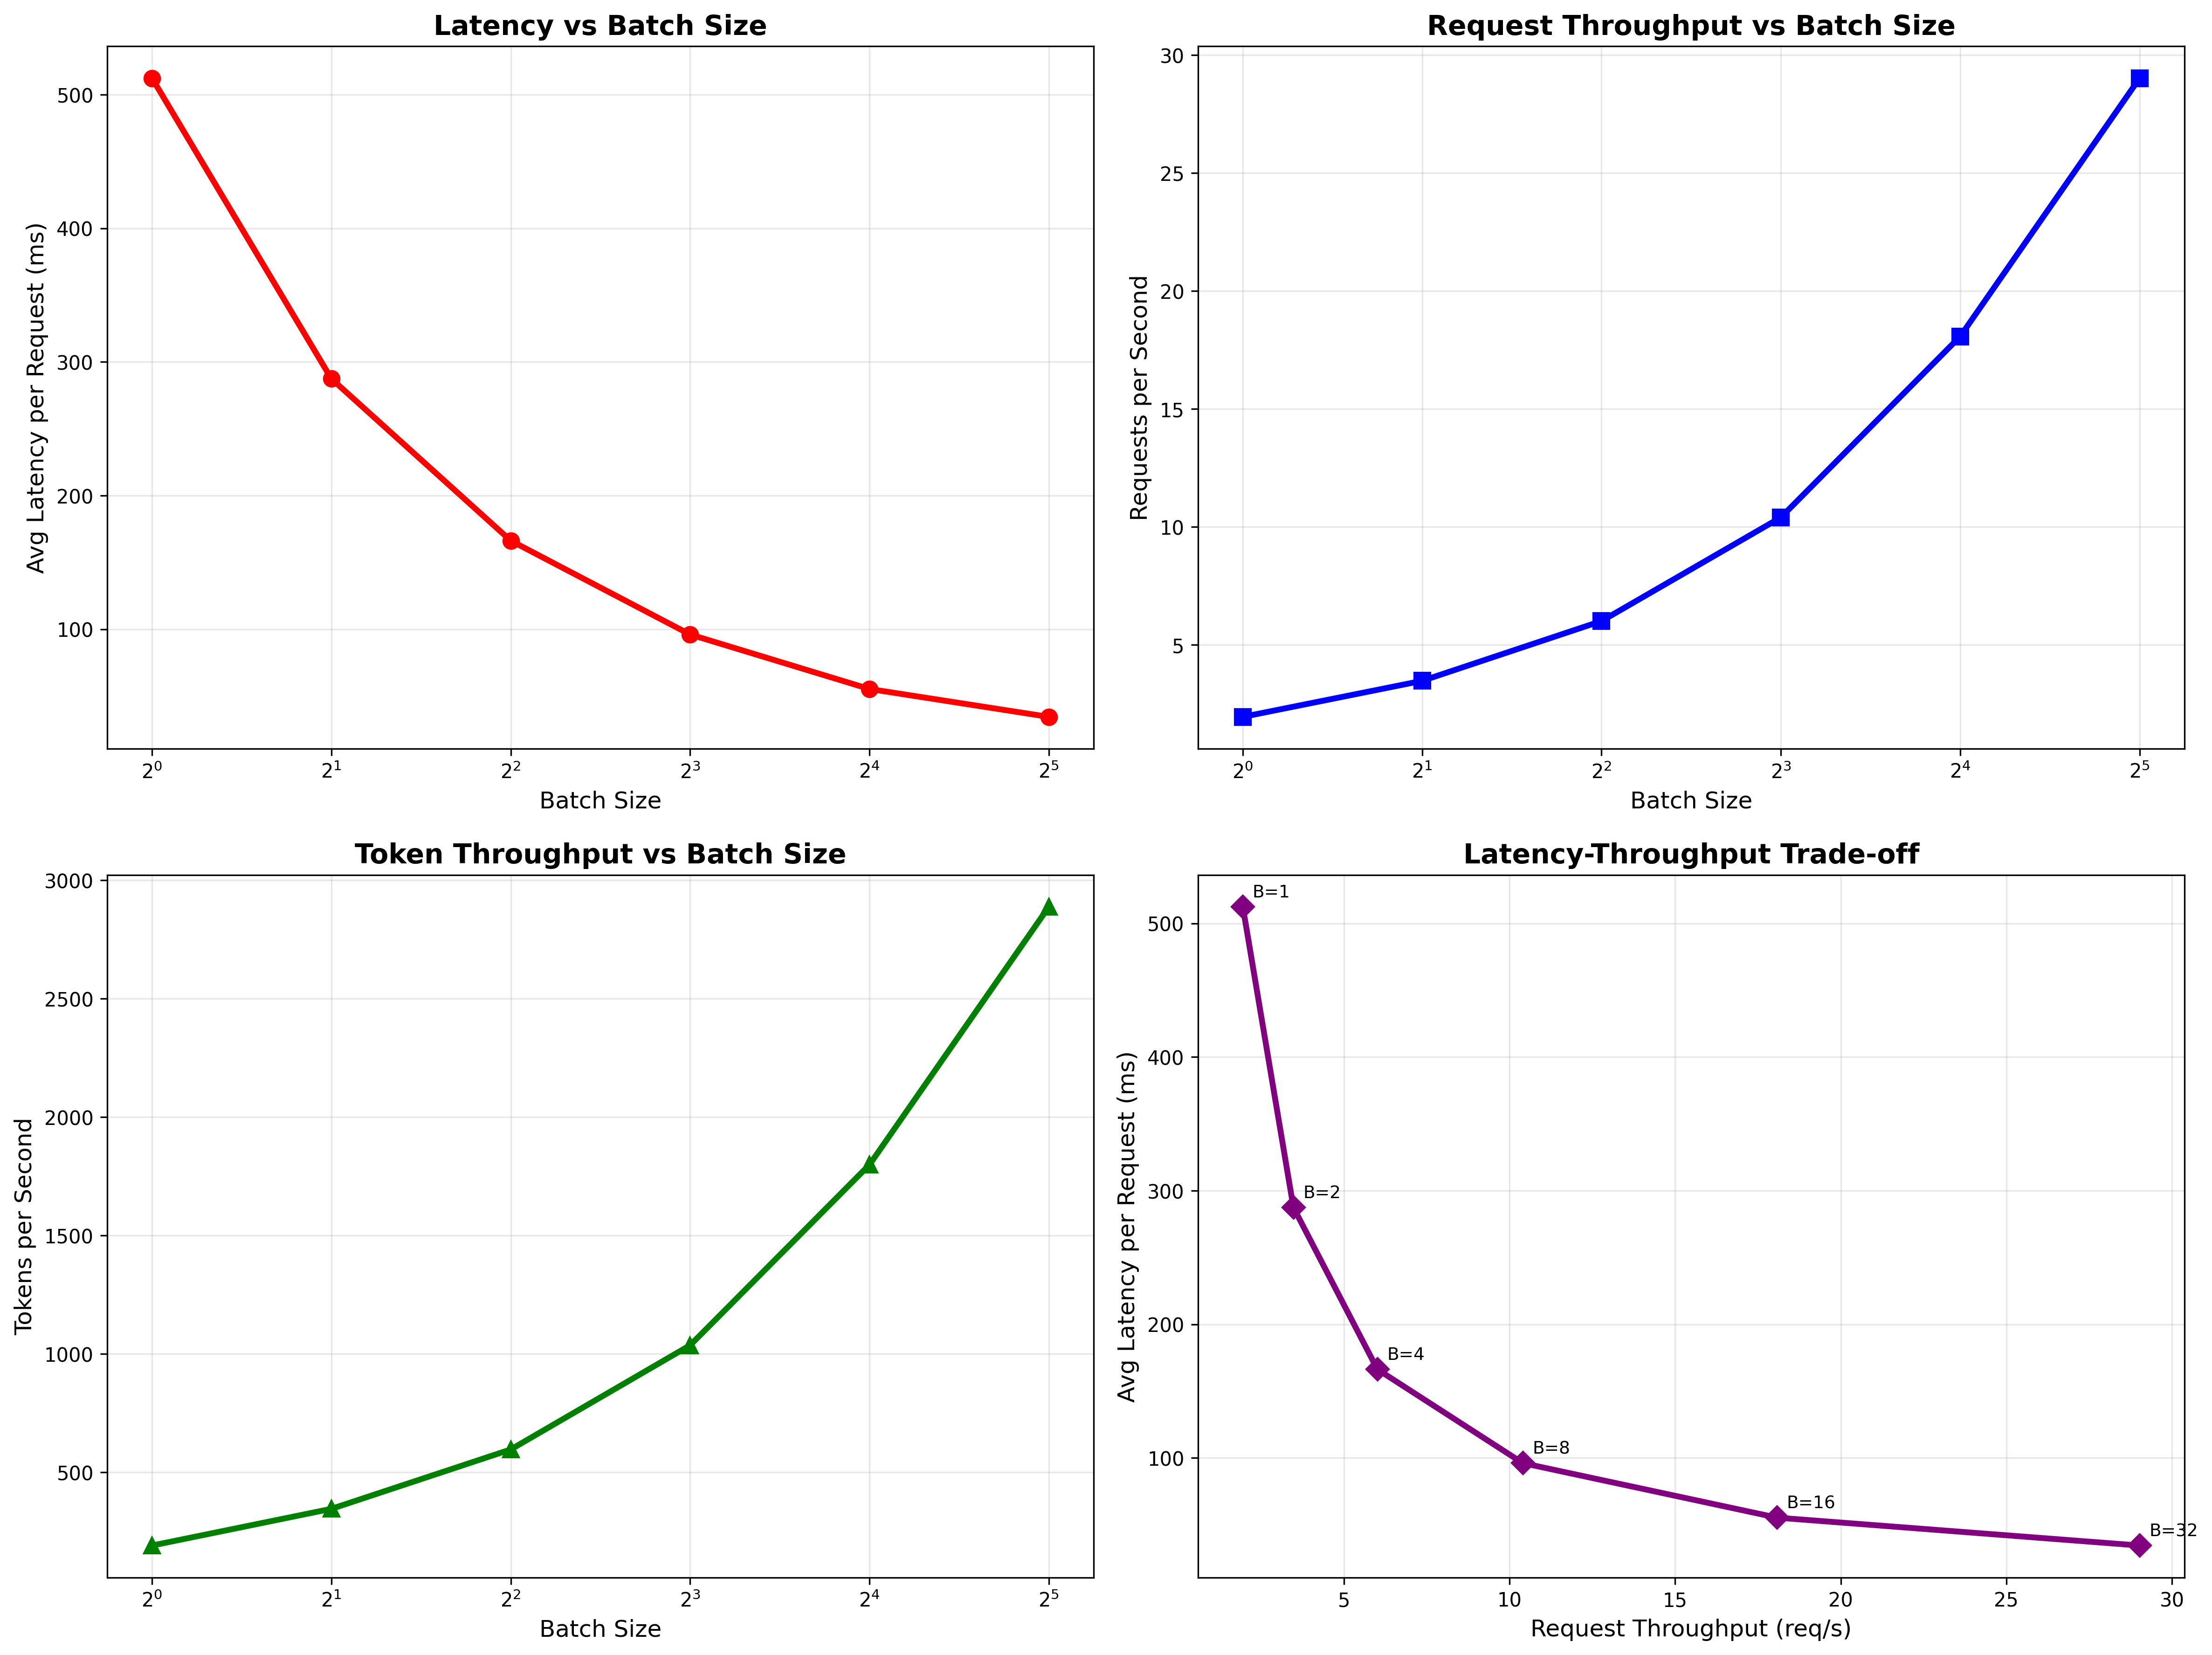 Latency vs Batch Size
Avg Latency per Request (ms)
500
400
300
200
100
2⁰ 2¹ 2² 2³ 2⁴ 2⁵
Batch Size
Request Throughput vs Batch Size
Requests per Second
30
25
20
15
10
5
2⁰ 2¹ 2² 2³ 2⁴ 2⁵
Batch Size
Token Throughput vs Batch Size
Tokens per Second
3000
2500
2000
1500
1000
500
2⁰ 2¹ 2² 2³ 2⁴ 2⁵
Batch Size
Latency-Throughput Trade-off
Avg Latency per Request (ms)
500
400
300
200
100
B=1
B=2
B=4
B=8
B=16
B=32
5 10 15 20 25 30
Request Throughput (req/s)